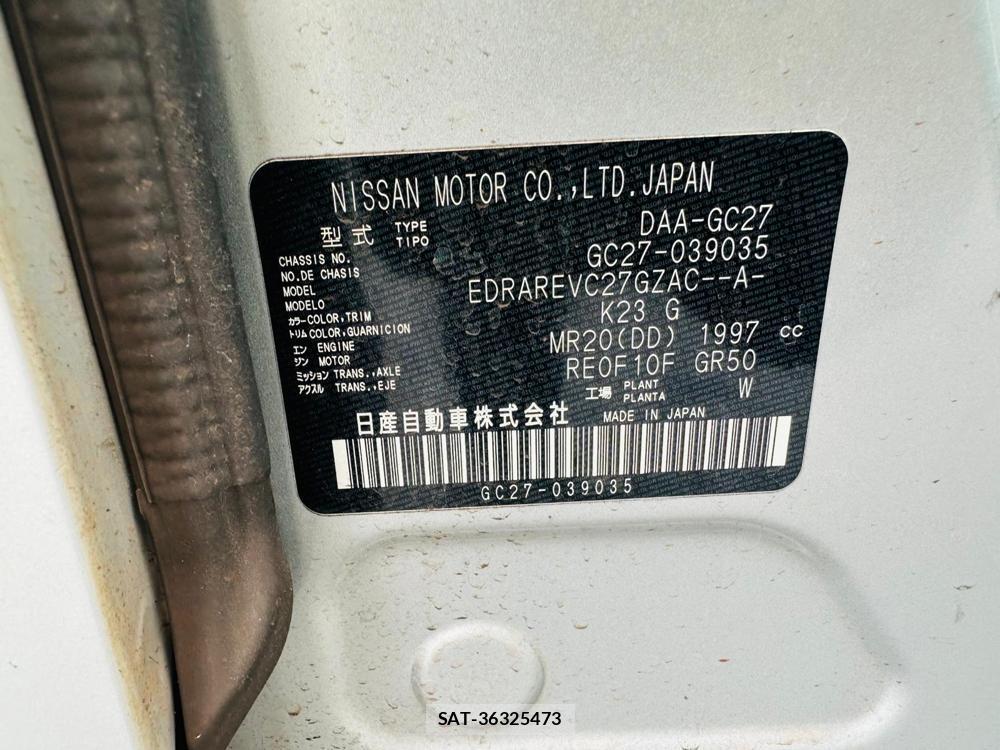 NISSAN MOTOR CO.,LTD.JAPAN
型式 TYPE TIPO DAA-GC27
CHASSIS NO.
NO.DE CHASIS GC27-039035
MODEL
MODELO EDRAREVC27GZAC--A-
カラー COLOR,TRIM
トリム COLOR,GUARNICION K23 G
エン ENGINE
ジン MOTOR MR20(DD) 1997 CC
ミッション TRANS.,AXLE
アクスル TRANS.,EJE RE0F10F GR50
工場 PLANT PLANTA W
日産自動車株式会社 MADE IN JAPAN
GC27-039035
SAT-36325473